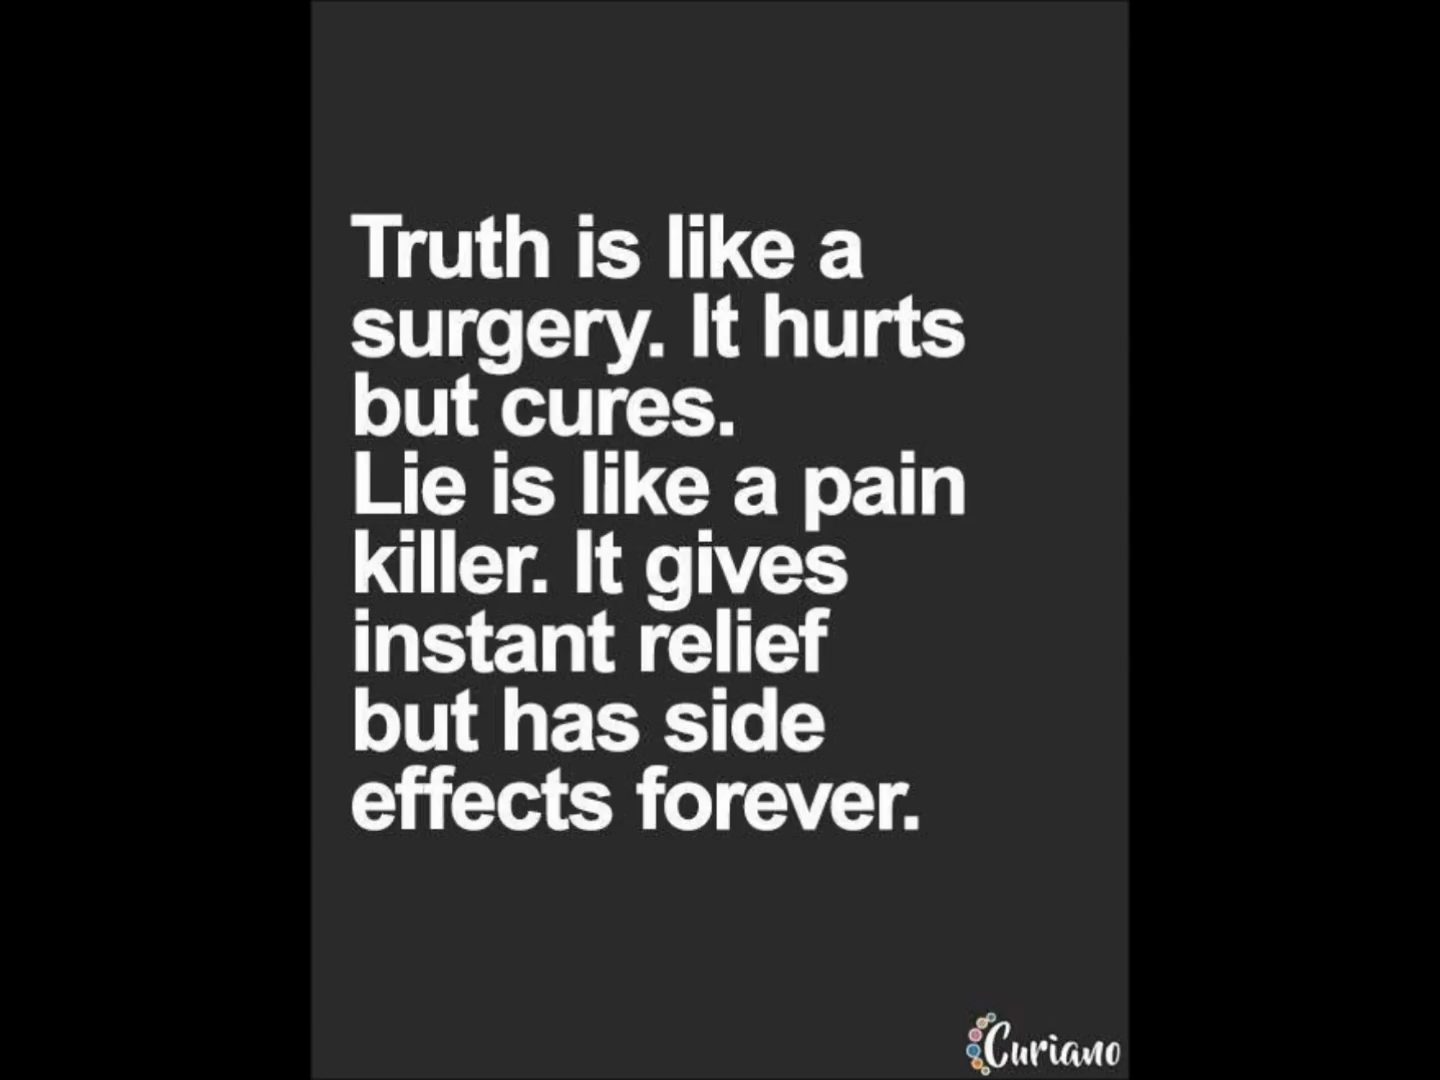 Truth is like a
surgery. It hurts
but cures.
Lie is like a pain
killer. It gives
instant relief
but has side
effects forever.
Curiano